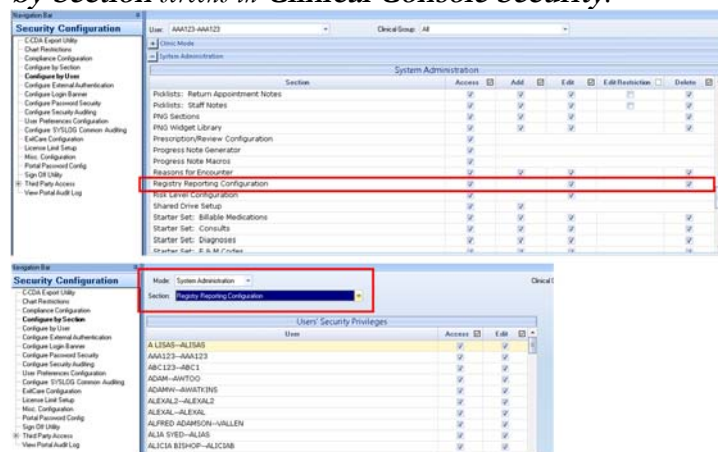 by Section screens in Clinical Console Security.
Navigation Bar
Security Configuration
C-CDA Export Utility
Chart Restrictions
Compliance Configuration
Configure by Section
Configure by User
Configure External Authentication
Configure Login Banner
Configure Password Security
Configure Security Auditing
User Preferences Configuration
Configure SYSLOG Common Auditing
ExitCare Configuration
License Limit Setup
Misc. Configuration
Portal Password Config
Sign Off Utility
Third Party Access
View Portal Audit Log
User: AAA123-AAA123 Clinical Group: All
Clinic Mode
System Administration
System Administration
Section Access Add Edit Edit Restriction Delete
Picklists: Return Appointment Notes
Picklists: Staff Notes
PNG Sections
PNG Widget Library
Prescription/Review Configuration
Progress Note Generator
Progress Note Macros
Reasons for Encounter
Registry Reporting Configuration
Risk Level Configuration
Shared Drive Setup
Starter Set: Billable Medications
Starter Set: Consults
Starter Set: Diagnoses
Starter Set: E & M Codes
Navigation Bar
Security Configuration
C-CDA Export Utility
Chart Restrictions
Compliance Configuration
Configure by Section
Configure by User
Configure External Authentication
Configure Login Banner
Configure Password Security
Configure Security Auditing
User Preferences Configuration
Configure SYSLOG Common Auditing
ExitCare Configuration
License Limit Setup
Misc. Configuration
Portal Password Config
Sign Off Utility
Third Party Access
View Portal Audit Log
Mode: System Administration Clinical
Section: Registry Reporting Configuration
Users' Security Privileges
User Access Edit
A LISAS--ALISAS
AAA123--AAA123
ABC123--ABC1
ADAM--AWTOO
ADAMW--AWATKINS
ALEXAL2--ALEXAL2
ALEXAL--ALEXAL
ALFRED ADAMSON--VALLEN
ALIA SYED--ALIAS
ALICIA BISHOP--ALICIAB